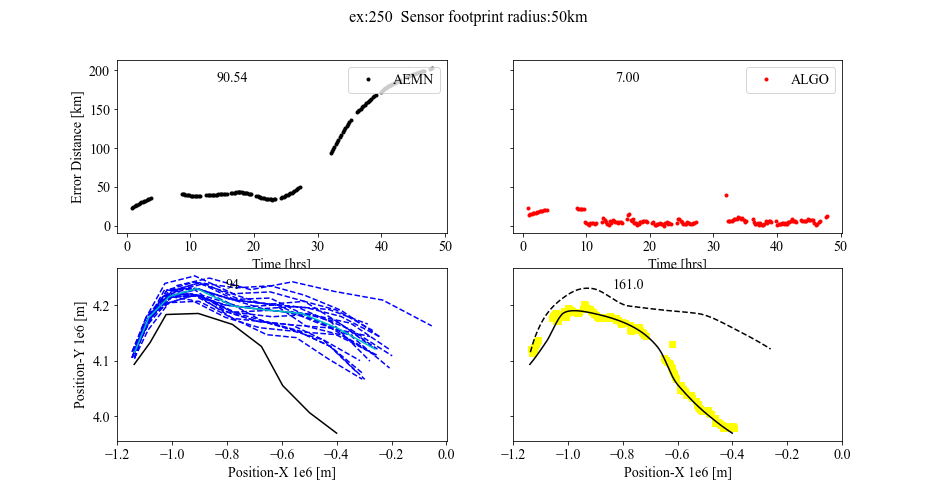 ex:250 Sensor footprint radius:50km
90.54
AEMN
7.00
ALGO
200
150
100
50
0
Error Distance [km]
0 10 20 30 40 50
0 10 20 30 40 50
Time [hrs]
Time [hrs]
94
161.0
4.2
4.1
4.0
Position-Y 1e6 [m]
−1.2 −1.0 −0.8 −0.6 −0.4 −0.2 0.0
−1.2 −1.0 −0.8 −0.6 −0.4 −0.2 0.0
Position-X 1e6 [m]
Position-X 1e6 [m]